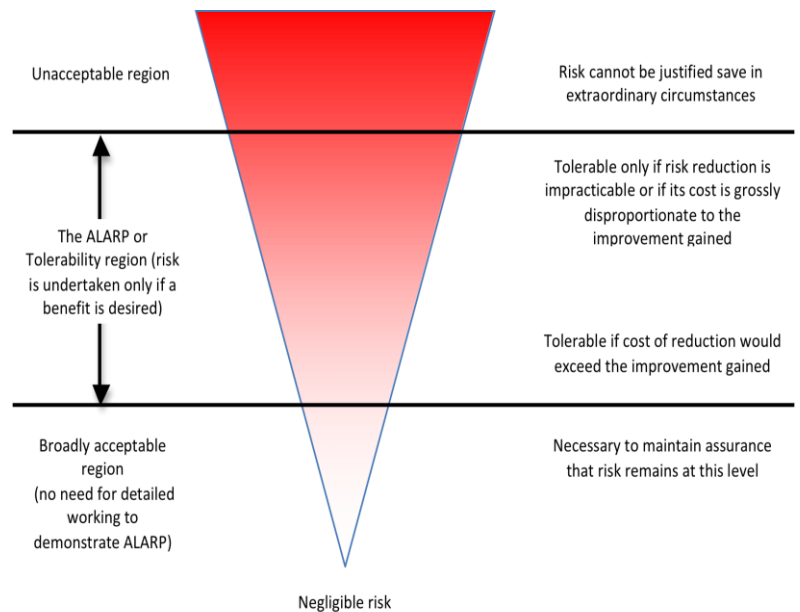 Unacceptable region
Risk cannot be justified save in
extraordinary circumstances
Tolerable only if risk reduction is
impracticable or if its cost is grossly
disproportionate to the
improvement gained
The ALARP or
Tolerability region (risk
is undertaken only if a
benefit is desired)
Tolerable if cost of reduction would
exceed the improvement gained
Broadly acceptable
region
(no need for detailed
working to
demonstrate ALARP)
Necessary to maintain assurance
that risk remains at this level
Negligible risk